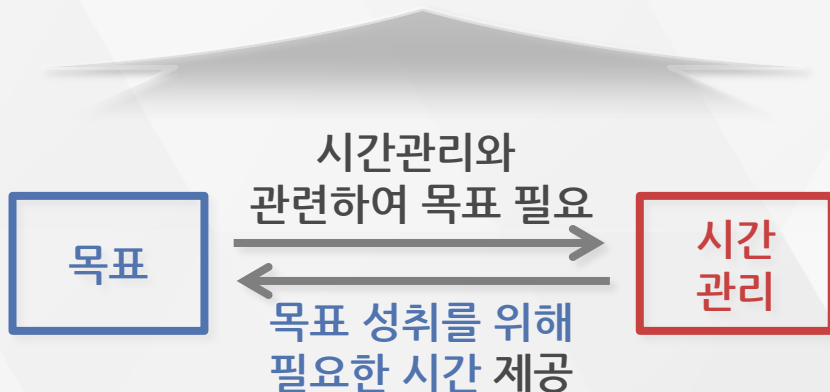 시간관리와
관련하여 목표 필요
목표
시간
관리
목표 성취를 위해
필요한 시간 제공